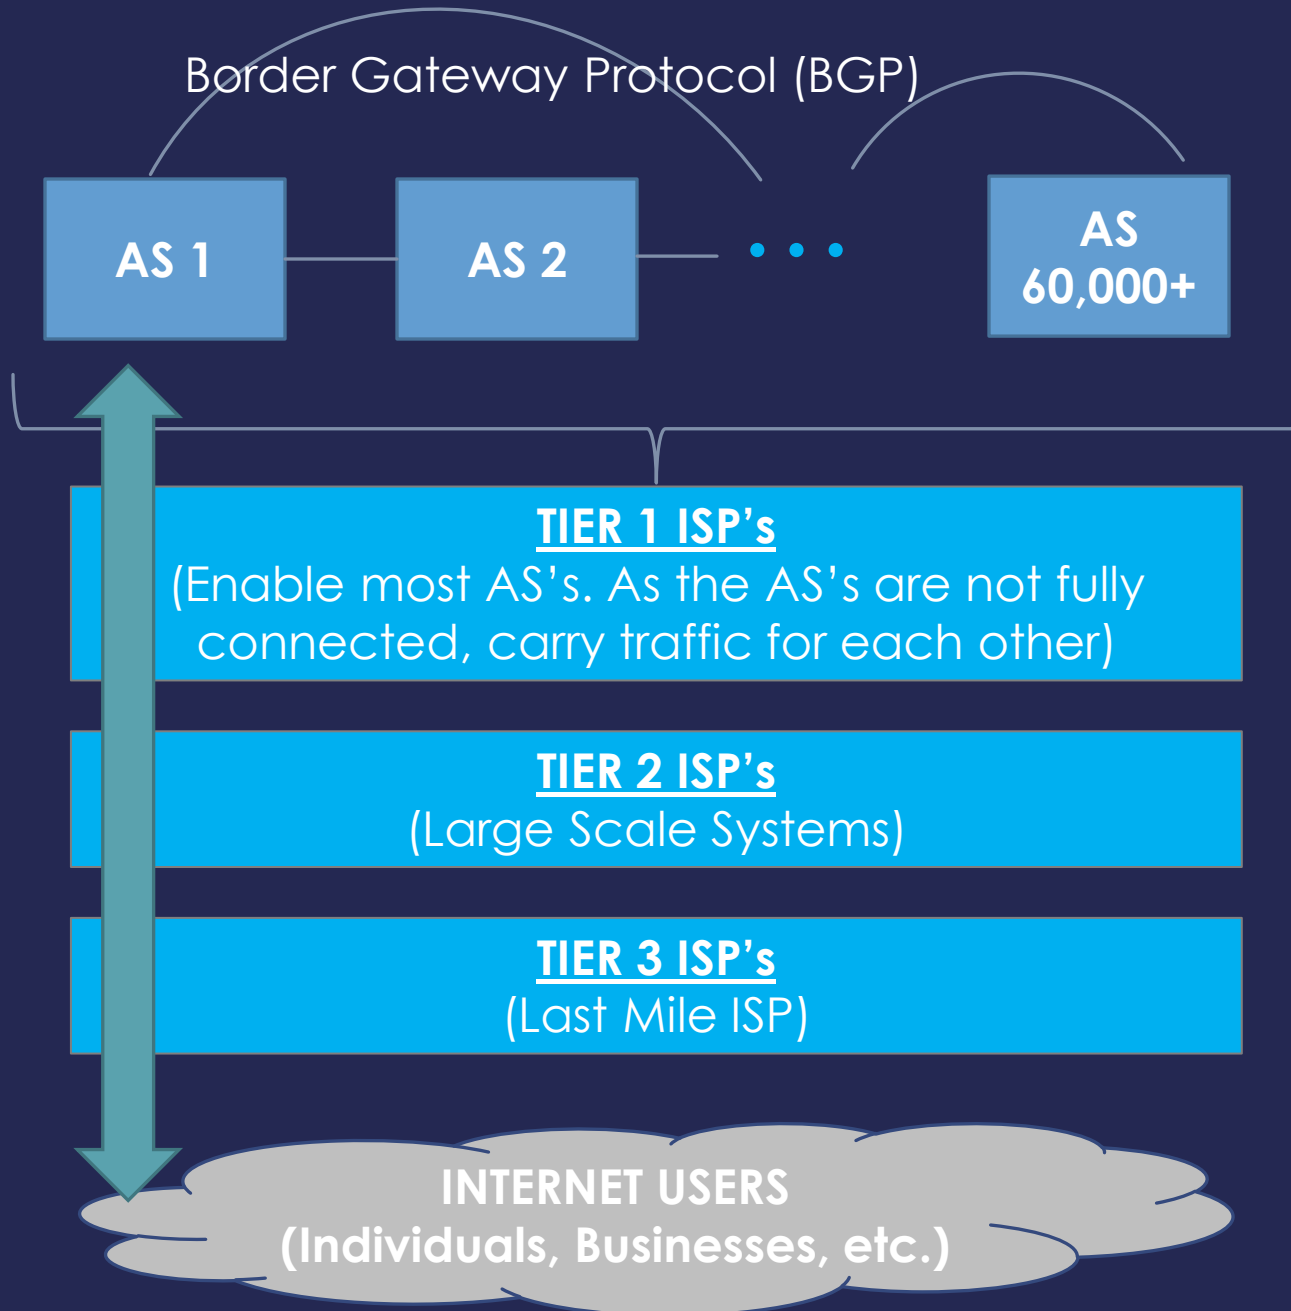 Border Gateway Protocol (BGP)
AS 1
AS 2
...
AS
60,000+
TIER 1 ISP’s
(Enable most AS’s. As the AS’s are not fully
connected, carry traffic for each other)
TIER 2 ISP’s
(Large Scale Systems)
TIER 3 ISP’s
(Last Mile ISP)
INTERNET USERS
(Individuals, Businesses, etc.)